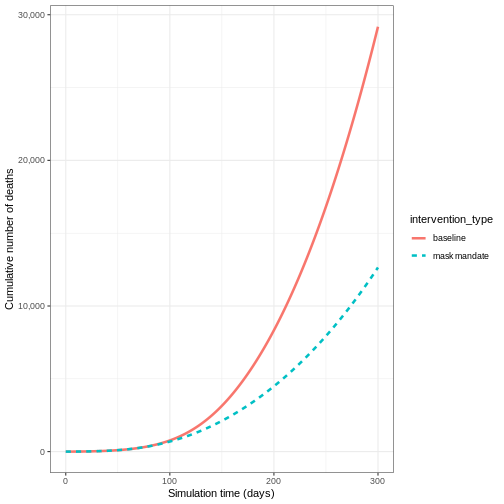 30,000
20,000
10,000
0
Cumulative number of deaths
0 100 200 300
Simulation time (days)
intervention_type
baseline
mask mandate